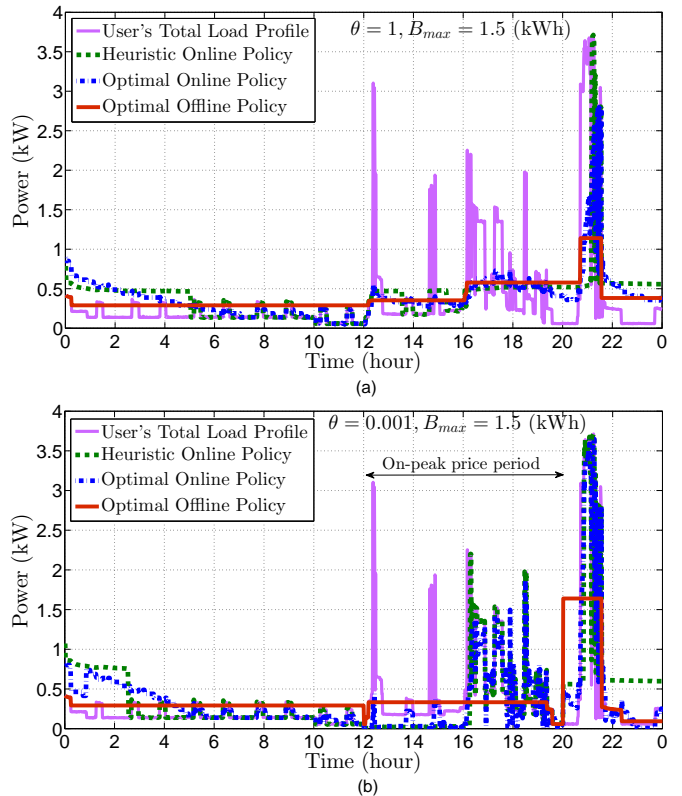 θ = 1, B_max = 1.5 (kWh)
User's Total Load Profile
Heuristic Online Policy
Optimal Online Policy
Optimal Offline Policy
Power (kW)
4
3.5
3
2.5
2
1.5
1
0.5
0
0 2 4 6 8 10 12 14 16 18 20 22 0
Time (hour)
(a)
θ = 0.001, B_max = 1.5 (kWh)
User's Total Load Profile
Heuristic Online Policy
Optimal Online Policy
Optimal Offline Policy
On-peak price period
Power (kW)
4
3.5
3
2.5
2
1.5
1
0.5
0
0 2 4 6 8 10 12 14 16 18 20 22 0
Time (hour)
(b)